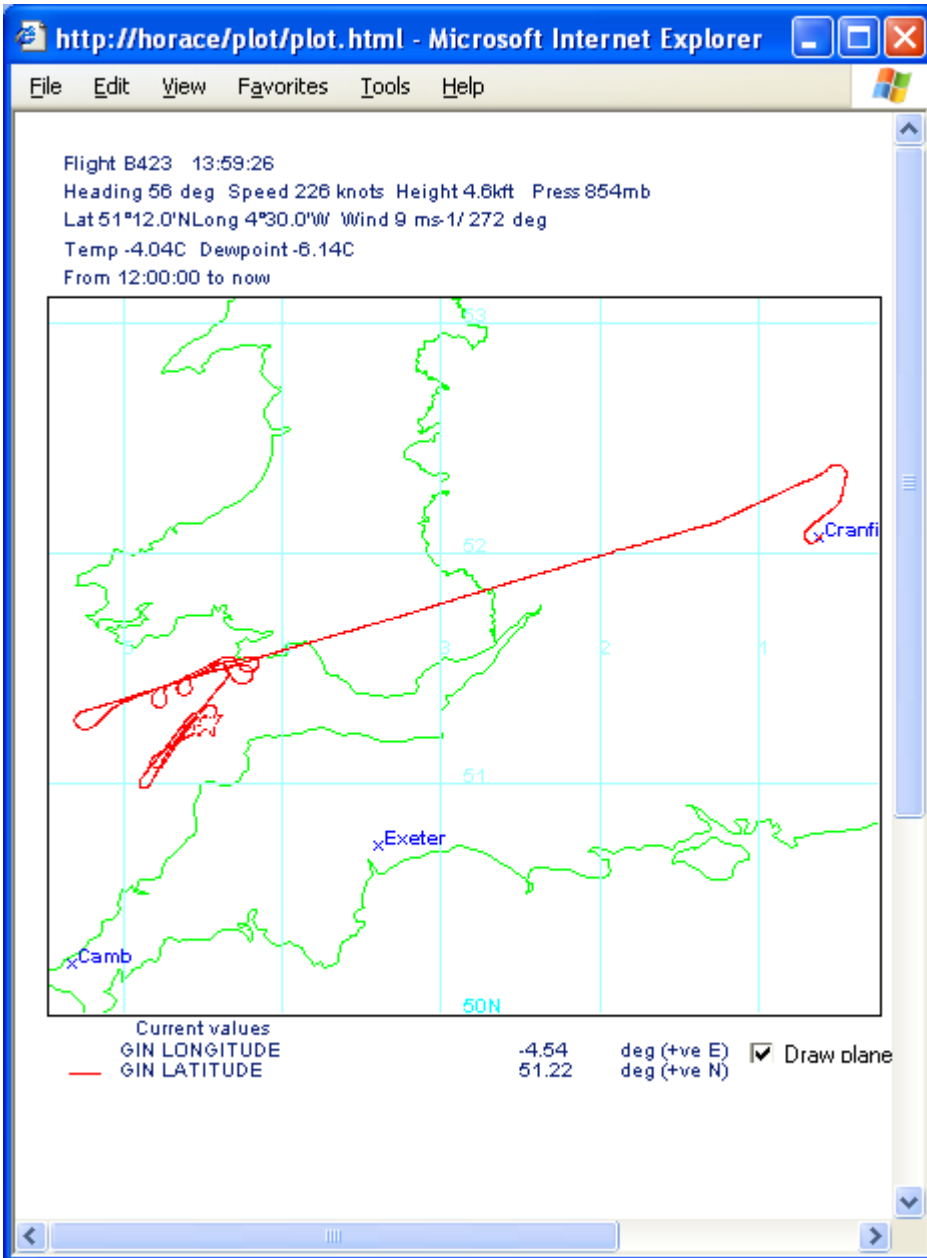 http://horace/plot/plot.html - Microsoft Internet Explorer
File Edit View Favorites Tools Help
Flight B423 13:59:26
Heading 56 deg Speed 226 knots Height 4.6kft Press 854mb
Lat 51°12.0'N Long 4°30.0'W Wind 9 ms-1/ 272 deg
Temp -4.04C Dewpoint -6.14C
From 12:00:00 to now
53
Cranfi
52
5 3 2 1
51
Exeter
Camb
50N
Current values
GIN LONGITUDE -4.54 deg (+ve E) Draw plane
GIN LATITUDE 51.22 deg (+ve N)